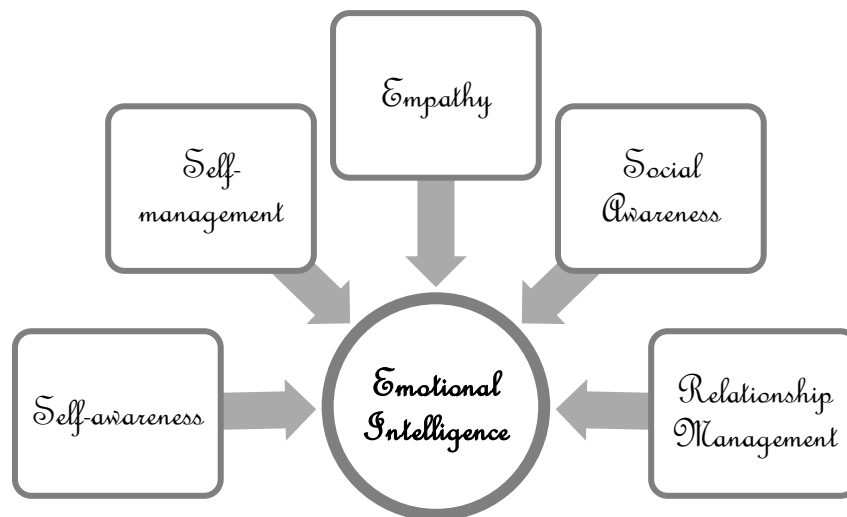 Empathy
Self-
management
Social
Awareness
Self-awareness
Emotional
Intelligence
Relationship
Management